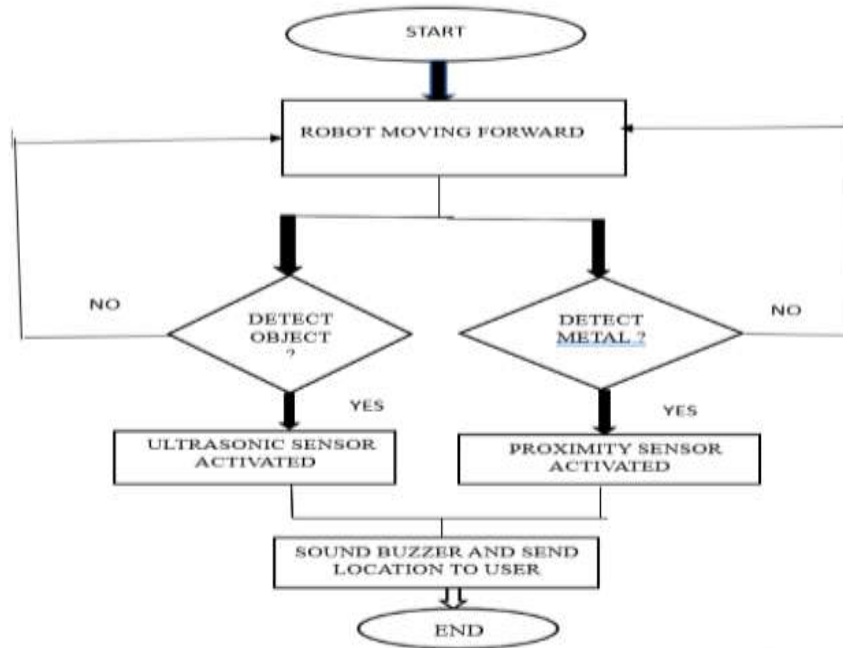 START
ROBOT MOVING FORWARD
NO
DETECT
OBJECT
?
DETECT
METAL ?
NO
YES
YES
ULTRASONIC SENSOR
ACTIVATED
PROXIMITY SENSOR
ACTIVATED
SOUND BUZZER AND SEND
LOCATION TO USER
END